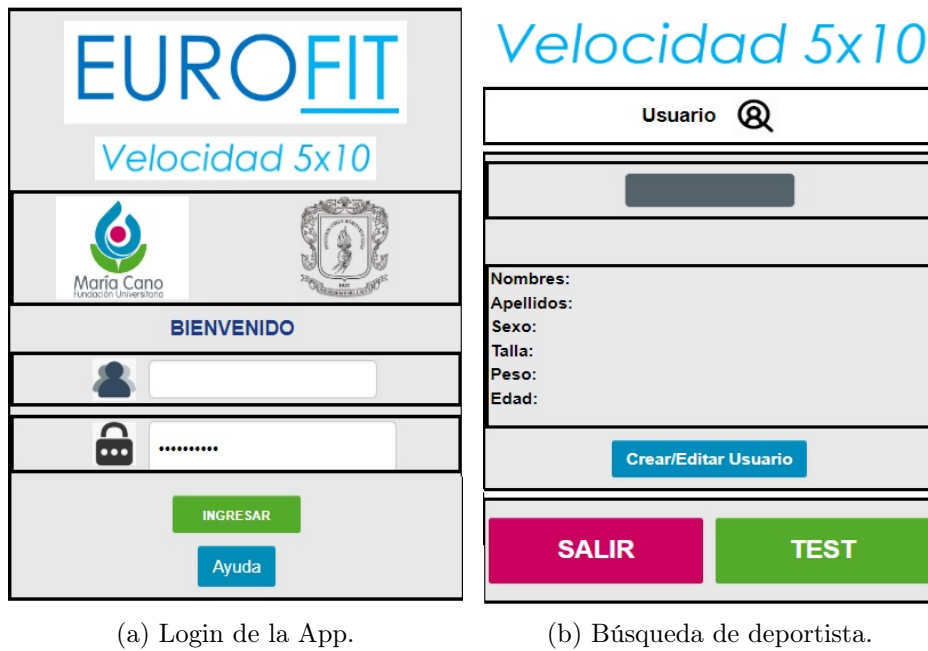 EUROFIT
Velocidad 5x10
María Cano
Fundación Universitaria
BIENVENIDO
••••••••••
INGRESAR
Ayuda
(a) Login de la App.
Velocidad 5x10
Usuario
Nombres:
Apellidos:
Sexo:
Talla:
Peso:
Edad:
Crear/Editar Usuario
SALIR
TEST
(b) Búsqueda de deportista.